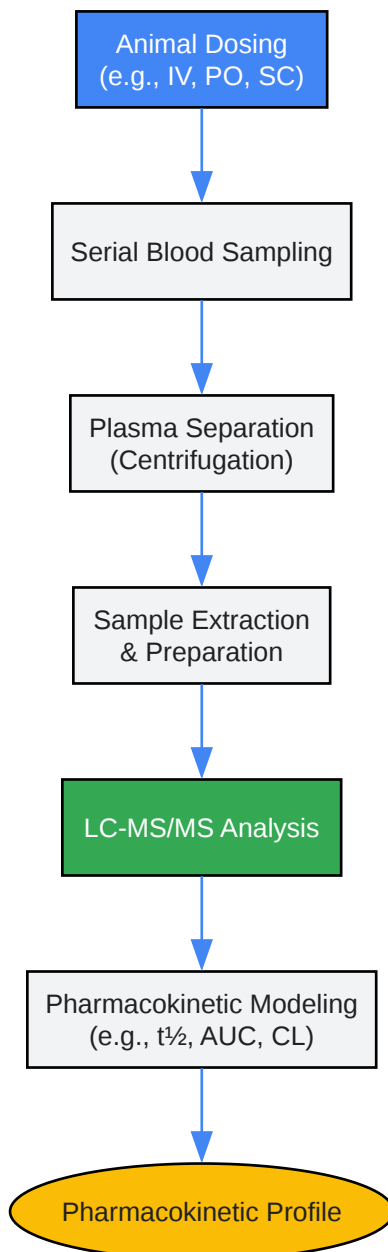 Animal Dosing
(e.g., IV, PO, SC)
Serial Blood Sampling
Plasma Separation
(Centrifugation)
Sample Extraction
& Preparation
LC-MS/MS Analysis
Pharmacokinetic Modeling
(e.g., t½, AUC, CL)
Pharmacokinetic Profile